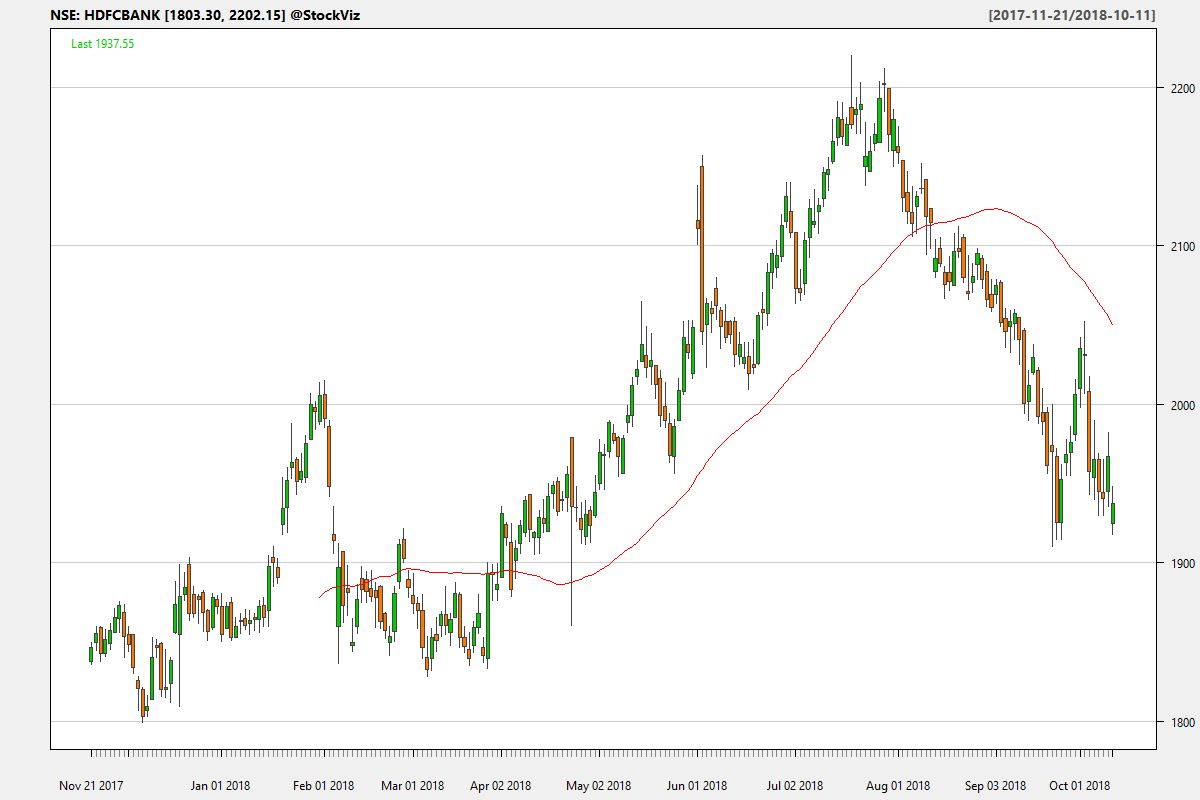 NSE: HDFCBANK [1803.30, 2202.15] @StockViz [2017-11-21/2018-10-11]
Last 1937.55
2200
2100
2000
1900
1800
Nov 21 2017 Jan 01 2018 Feb 01 2018 Mar 01 2018 Apr 02 2018 May 02 2018 Jun 01 2018 Jul 02 2018 Aug 01 2018 Sep 03 2018 Oct 01 2018